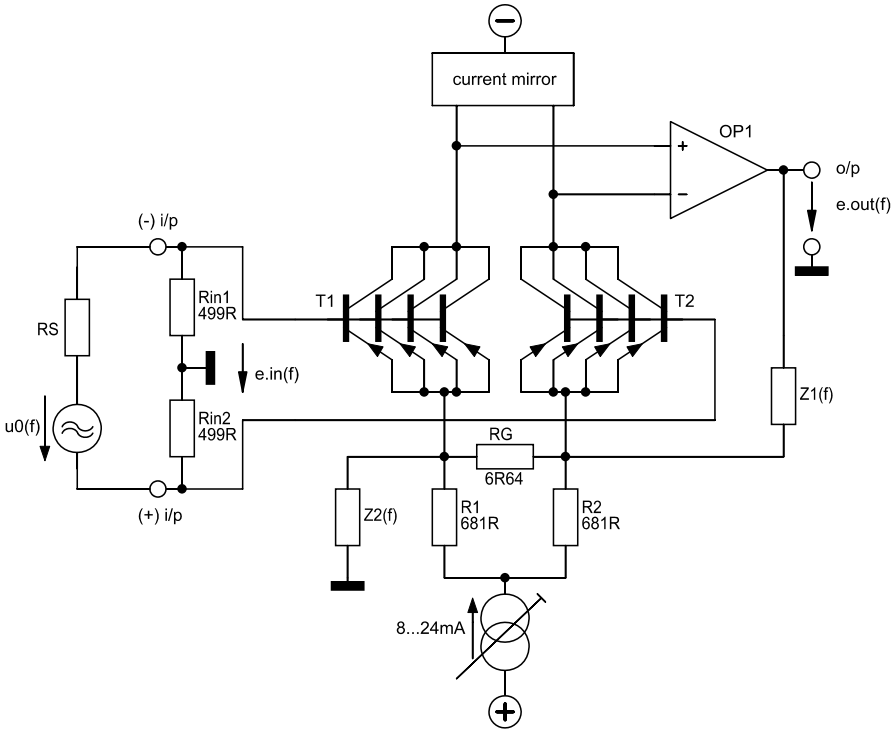 current mirror
OP1
+
−
o/p
e.out(f)
(-) i/p
Rin1
499R
RS
T1
T2
e.in(f)
u0(f)
Rin2
499R
Z1(f)
RG
6R64
(+) i/p
Z2(f)
R1
681R
R2
681R
8...24mA